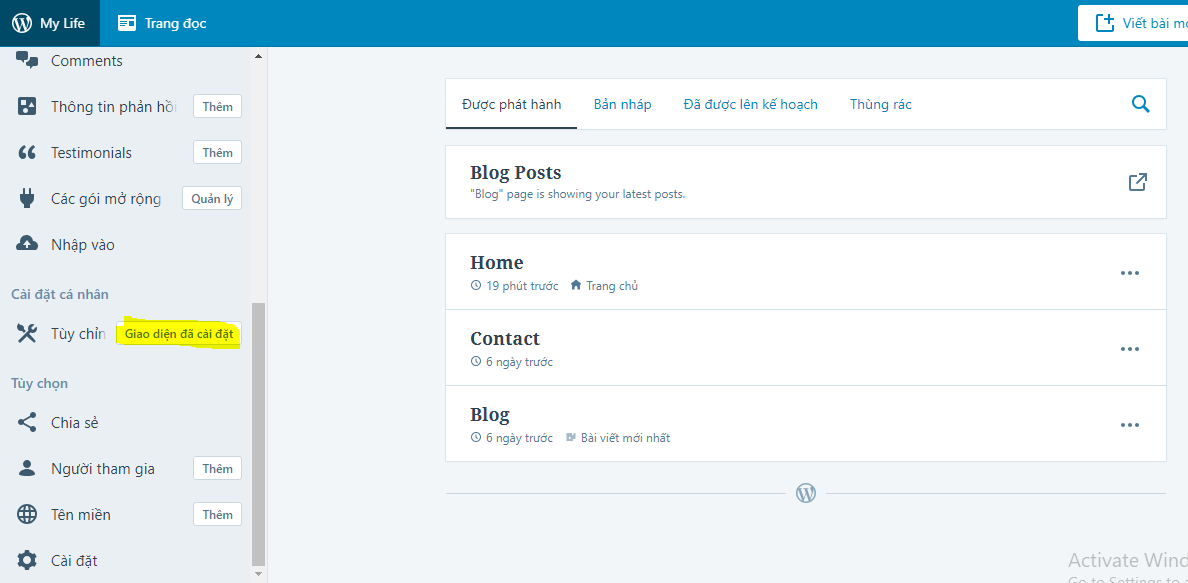 My Life
Trang đọc
Viết bài
Comments
Thông tin phản hồi
Thêm
Testimonials
Thêm
Các gói mở rộng
Quản lý
Nhập vào
Cài đặt cá nhân
Tùy chỉn
Giao diện đã cài đặt
Tùy chọn
Chia sẻ
Người tham gia
Thêm
Tên miền
Thêm
Cài đặt
Được phát hành
Bản nháp
Đã được lên kế hoạch
Thùng rác
Blog Posts
"Blog" page is showing your latest posts.
Home
19 phút trước
Trang chủ
Contact
6 ngày trước
Blog
6 ngày trước
Bài viết mới nhất
Activate Wind
Go to Settings to